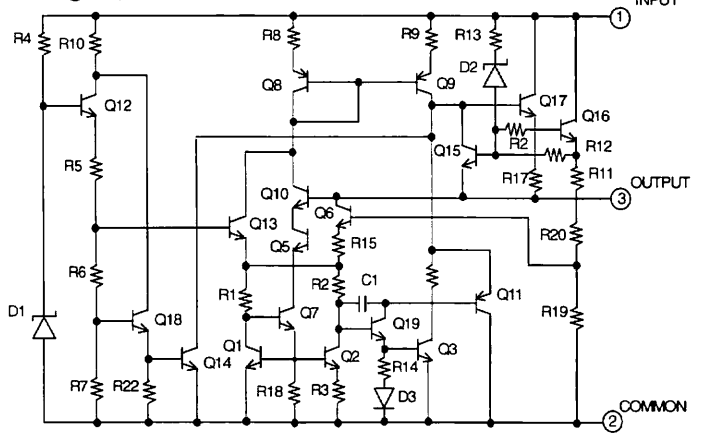 INPUT
1
R4
R10
R8
R9
R13
D2
Q12
Q8
Q9
Q17
Q16
R2
R12
Q15
R5
R17
R11
OUTPUT
3
Q10
Q6
Q13
Q5
R15
R20
R6
R1
R2
C1
Q11
R19
D1
Q18
Q7
Q19
Q1
Q2
Q3
Q14
R14
R7
R22
R18
R3
D3
COMMON
2